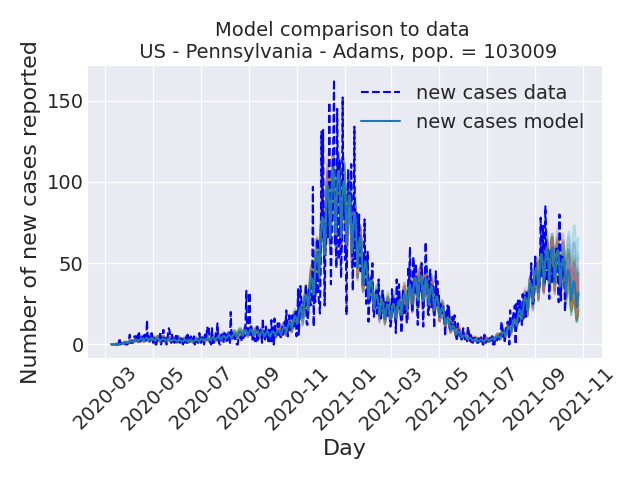 Model comparison to data
US - Pennsylvania - Adams, pop. = 103009
Number of new cases reported
150
100
50
0
new cases data
new cases model
2020-03
2020-05
2020-07
2020-09
2020-11
2021-01
2021-03
2021-05
2021-07
2021-09
2021-11
Day